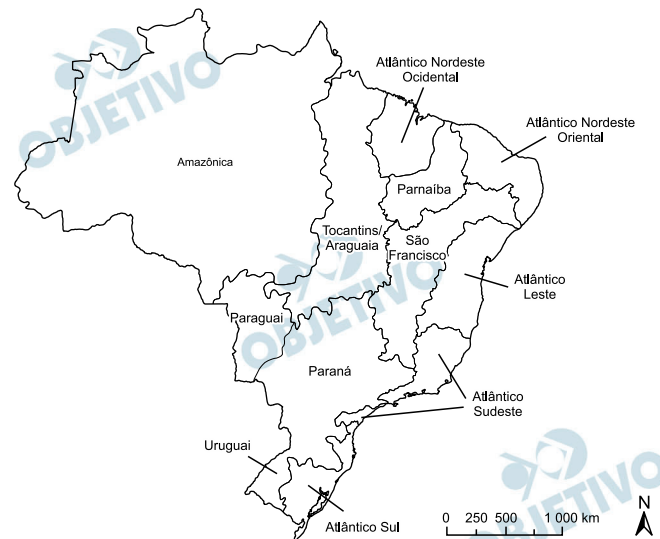 Atlântico Nordeste
Ocidental
Atlântico Nordeste
Oriental
Amazônica
Parnaíba
Tocantins/
Araguaia
São
Francisco
Atlântico
Leste
Paraguai
Paraná
Atlântico
Sudeste
Uruguai
Atlântico Sul
0 250 500 1 000 km
N
OBJETIVO
OBJETIVO
OBJETIVO